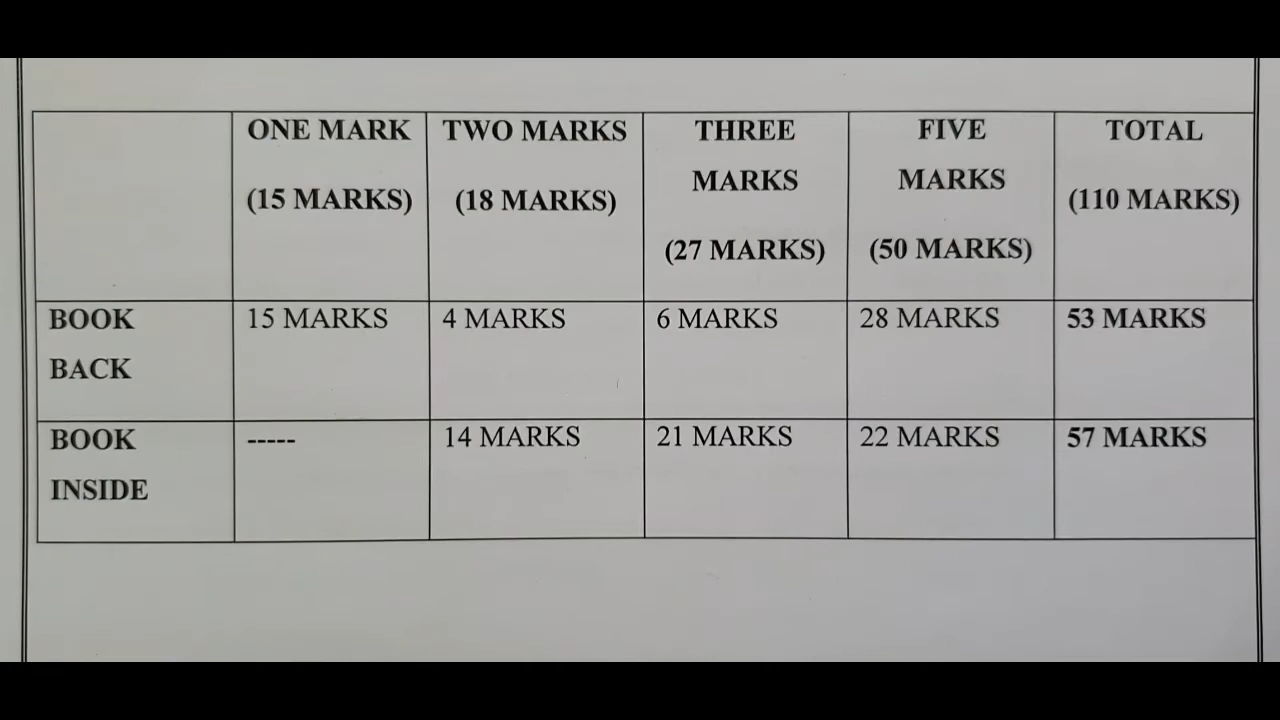 ONE MARK TWO MARKS THREE FIVE TOTAL
MARKS MARKS
(15 MARKS) (18 MARKS) (110 MARKS)
(27 MARKS) (50 MARKS)
BOOK 15 MARKS 4 MARKS 6 MARKS 28 MARKS 53 MARKS
BACK
BOOK ----- 14 MARKS 21 MARKS 22 MARKS 57 MARKS
INSIDE